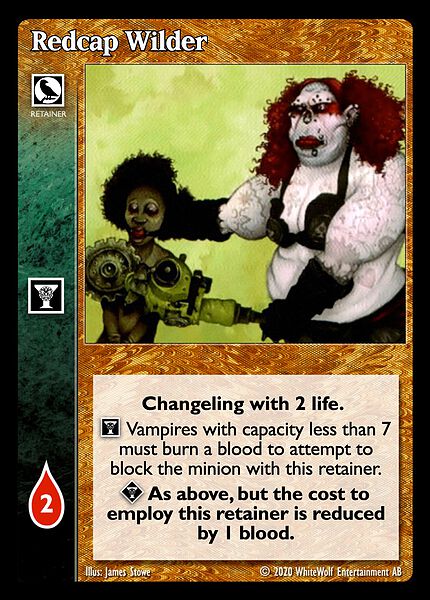 Redcap Wilder
RETAINER
Changeling with 2 life.
Vampires with capacity less than 7
must burn a blood to attempt to
block the minion with this retainer.
As above, but the cost to
employ this retainer is reduced
by 1 blood.
2
Illus: James Stowe
© 2020 WhiteWolf Entertainment AB